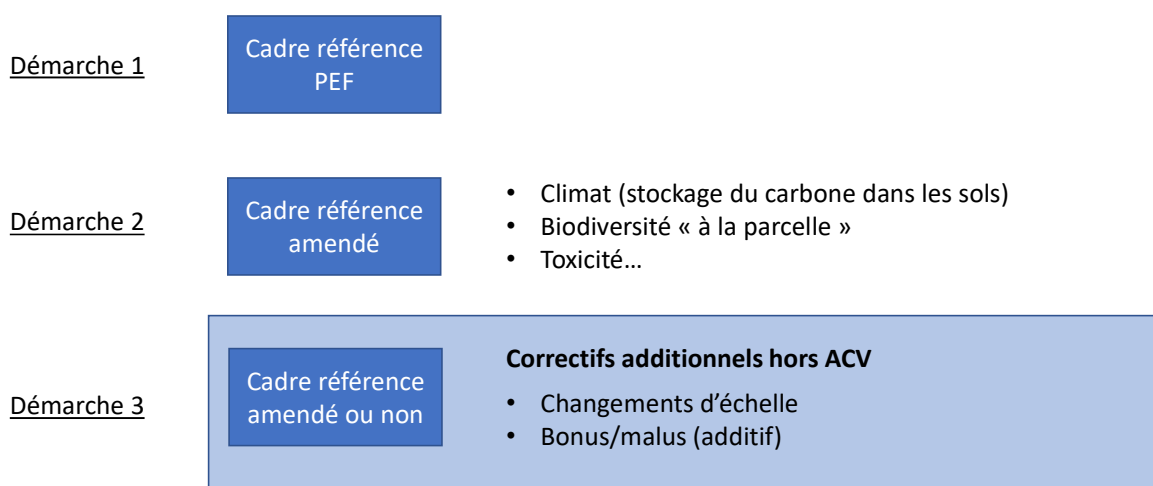 Démarche 1
Cadre référence
PEF
Démarche 2
Cadre référence
amendé
• Climat (stockage du carbone dans les sols)
• Biodiversité « à la parcelle »
• Toxicité…
Démarche 3
Cadre référence
amendé ou non
Correctifs additionnels hors ACV
• Changements d’échelle
• Bonus/malus (additif)